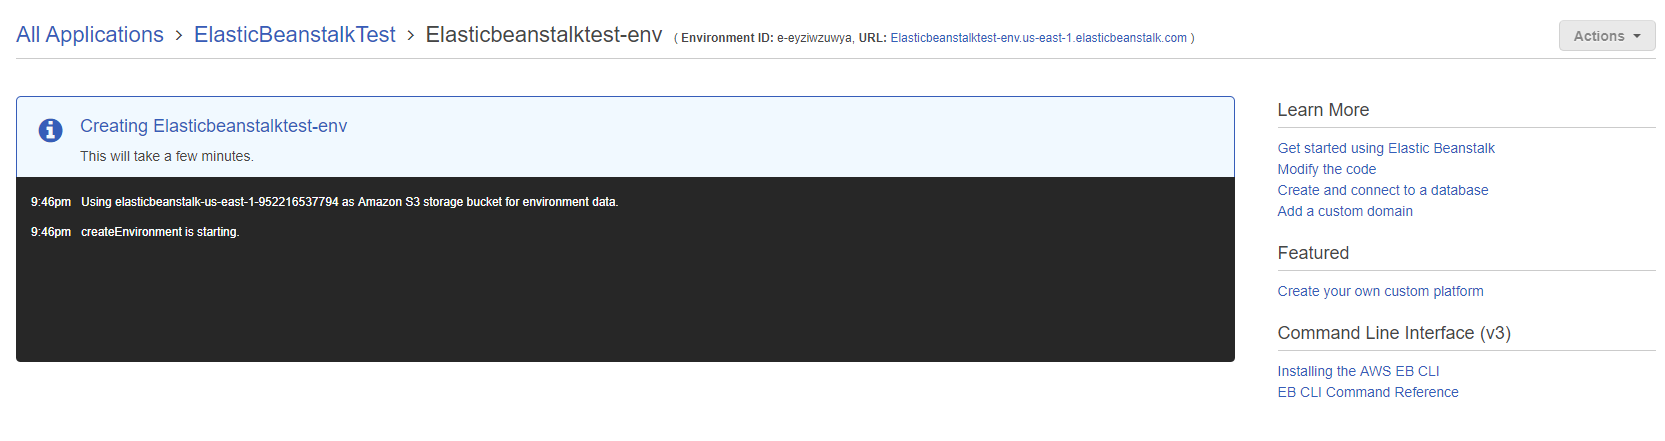 All Applications > ElasticBeanstalkTest > Elasticbeanstalktest-env ( Environment ID: e-eyziwzuwya, URL: Elasticbeanstalktest-env.us-east-1.elasticbeanstalk.com )
Actions
Creating Elasticbeanstalktest-env
This will take a few minutes.
9:46pm Using elasticbeanstalk-us-east-1-952216537794 as Amazon S3 storage bucket for environment data.
9:46pm createEnvironment is starting.
Learn More
Get started using Elastic Beanstalk
Modify the code
Create and connect to a database
Add a custom domain
Featured
Create your own custom platform
Command Line Interface (v3)
Installing the AWS EB CLI
EB CLI Command Reference